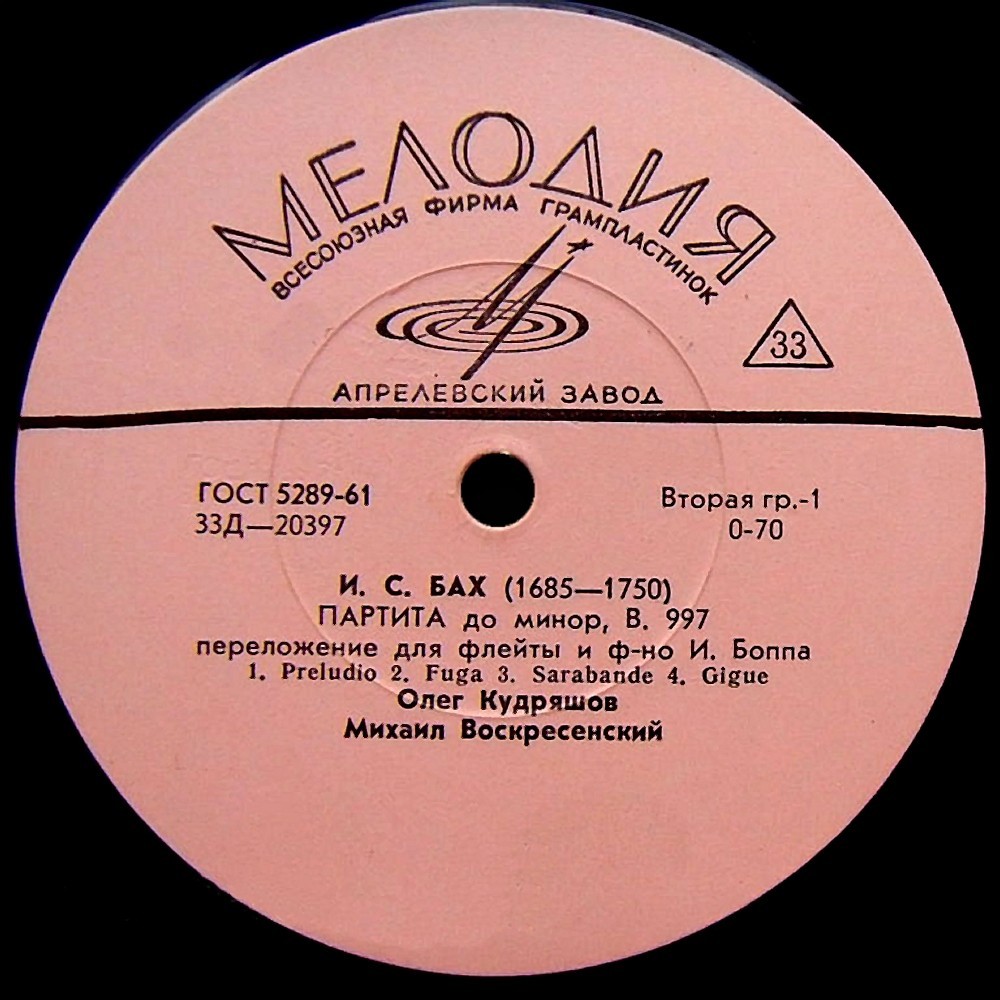 МЕЛОДИЯ
ВСЕСОЮЗНАЯ ФИРМА ГРАМПЛАСТИНОК
33
АПРЕЛЕВСКИЙ ЗАВОД
ГОСТ 5289-61
Вторая гр.-1
33Д—20397
0-70
И. С. БАХ (1685—1750)
ПАРТИТА до минор, В. 997
переложение для флейты и ф-но И. Боппа
1. Preludio 2. Fuga 3. Sarabande 4. Gigue
Олег Кудряшов
Михаил Воскресенский